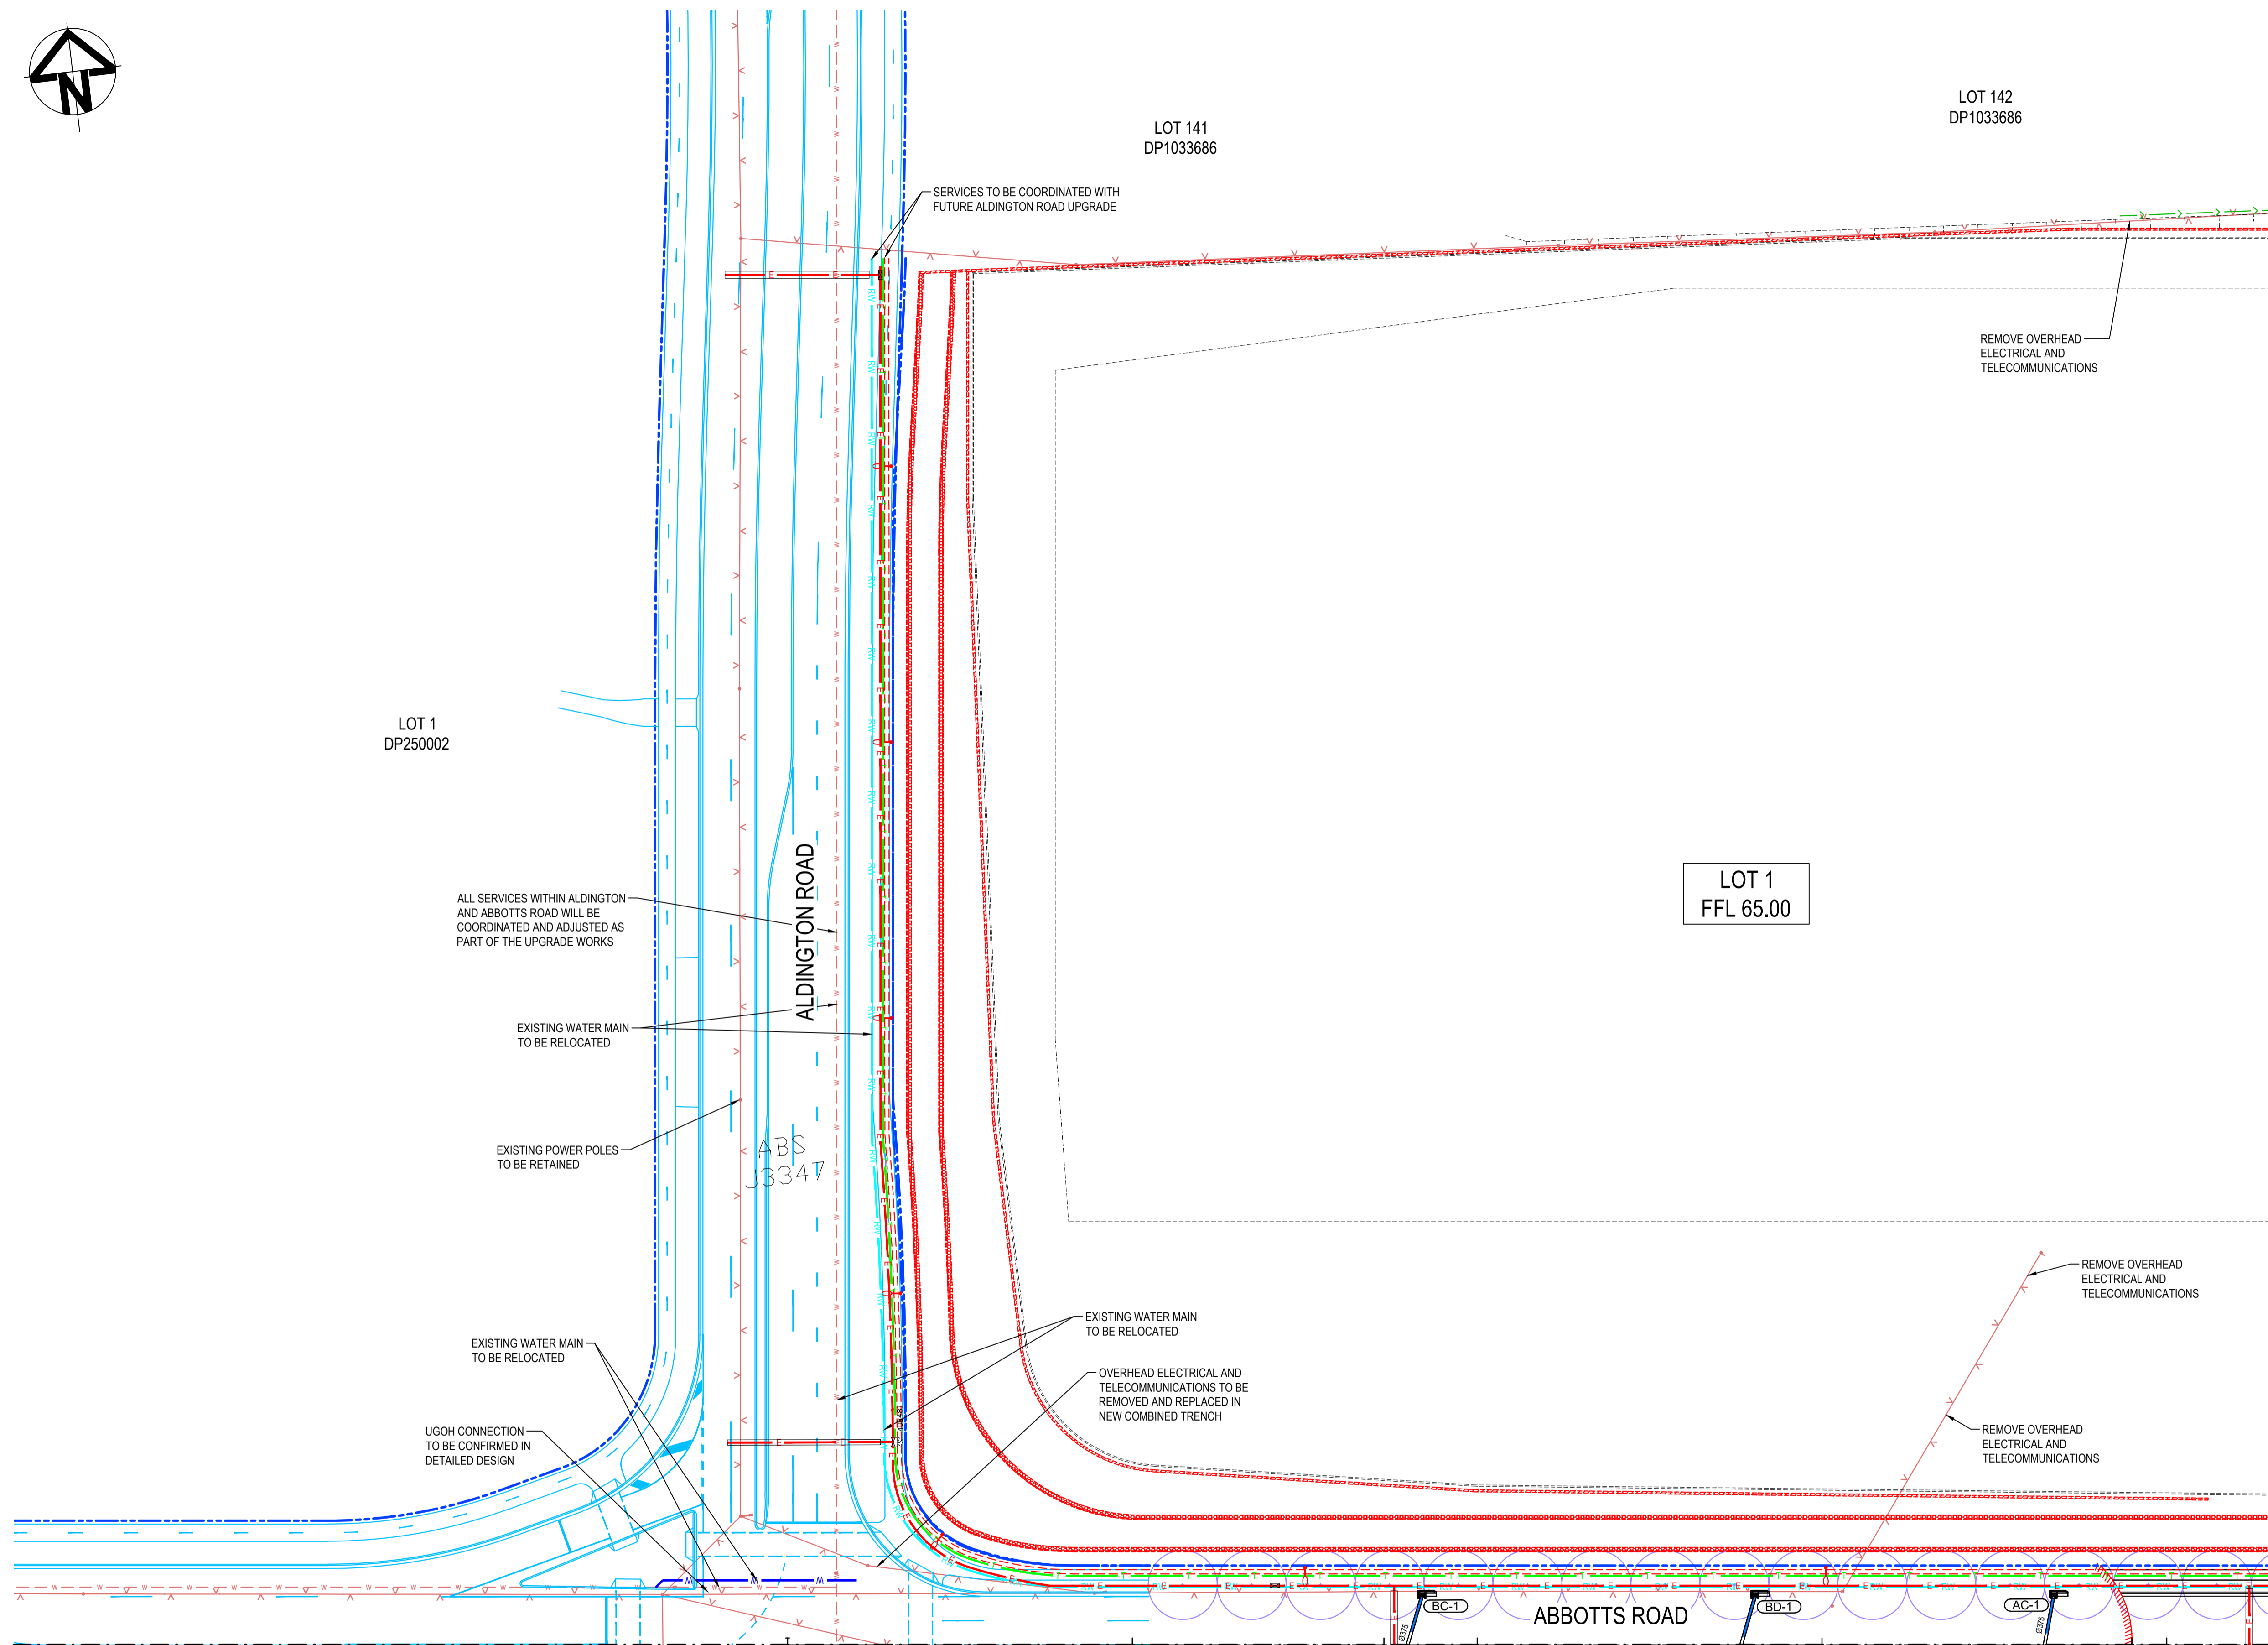 N
LOT 141
DP1033686
LOT 142
DP1033686
SERVICES TO BE COORDINATED WITH
FUTURE ALDINGTON ROAD UPGRADE
REMOVE OVERHEAD
ELECTRICAL AND
TELECOMMUNICATIONS
LOT 1
DP250002
LOT 1
FFL 65.00
ALDINGTON ROAD
ALL SERVICES WITHIN ALDINGTON
AND ABBOTTS ROAD WILL BE
COORDINATED AND ADJUSTED AS
PART OF THE UPGRADE WORKS
EXISTING WATER MAIN
TO BE RELOCATED
EXISTING POWER POLES
TO BE RETAINED
ABS
J3347
REMOVE OVERHEAD
ELECTRICAL AND
TELECOMMUNICATIONS
EXISTING WATER MAIN
TO BE RELOCATED
EXISTING WATER MAIN
TO BE RELOCATED
OVERHEAD ELECTRICAL AND
TELECOMMUNICATIONS TO BE
REMOVED AND REPLACED IN
NEW COMBINED TRENCH
UGOH CONNECTION
TO BE CONFIRMED IN
DETAILED DESIGN
REMOVE OVERHEAD
ELECTRICAL AND
TELECOMMUNICATIONS
BC-1
BD-1
AC-1
ABBOTTS ROAD
Ø375
Ø375